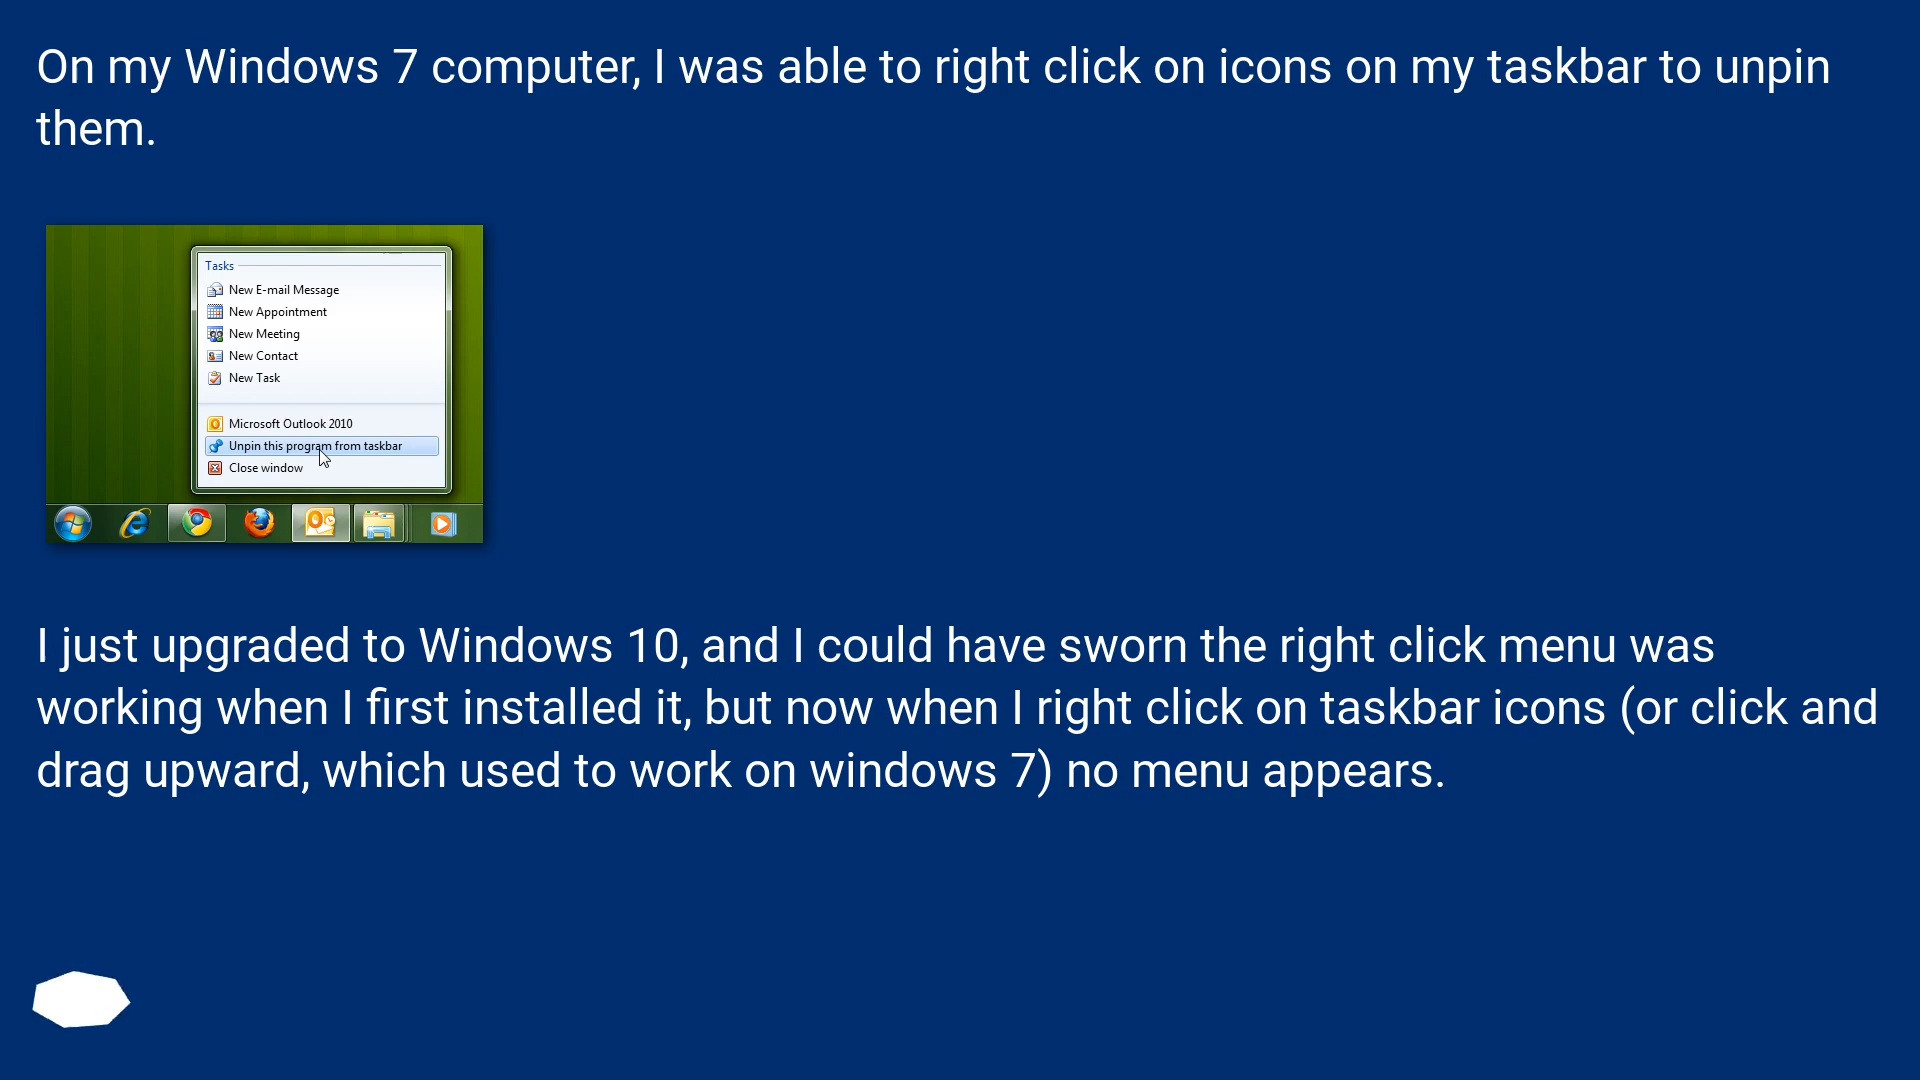 On my Windows 7 computer, I was able to right click on icons on my taskbar to unpin
them.
Tasks
New E-mail Message
New Appointment
New Meeting
New Contact
New Task
Microsoft Outlook 2010
Unpin this program from taskbar
Close window
I just upgraded to Windows 10, and I could have sworn the right click menu was
working when I first installed it, but now when I right click on taskbar icons (or click and
drag upward, which used to work on windows 7) no menu appears.